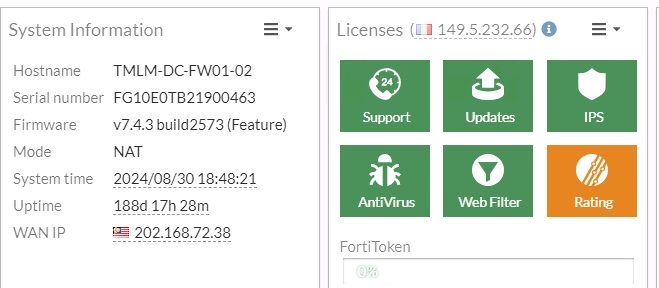 System Information
Hostname TMLM-DC-FW01-02
Serial number FG10E0TB21900463
Firmware v7.4.3 build2573 (Feature)
Mode NAT
System time 2024/08/30 18:48:21
Uptime 188d 17h 28m
WAN IP 202.168.72.38
Licenses (149.5.232.66)
24
Support Updates IPS
AntiVirus Web Filter Rating
FortiToken
0%